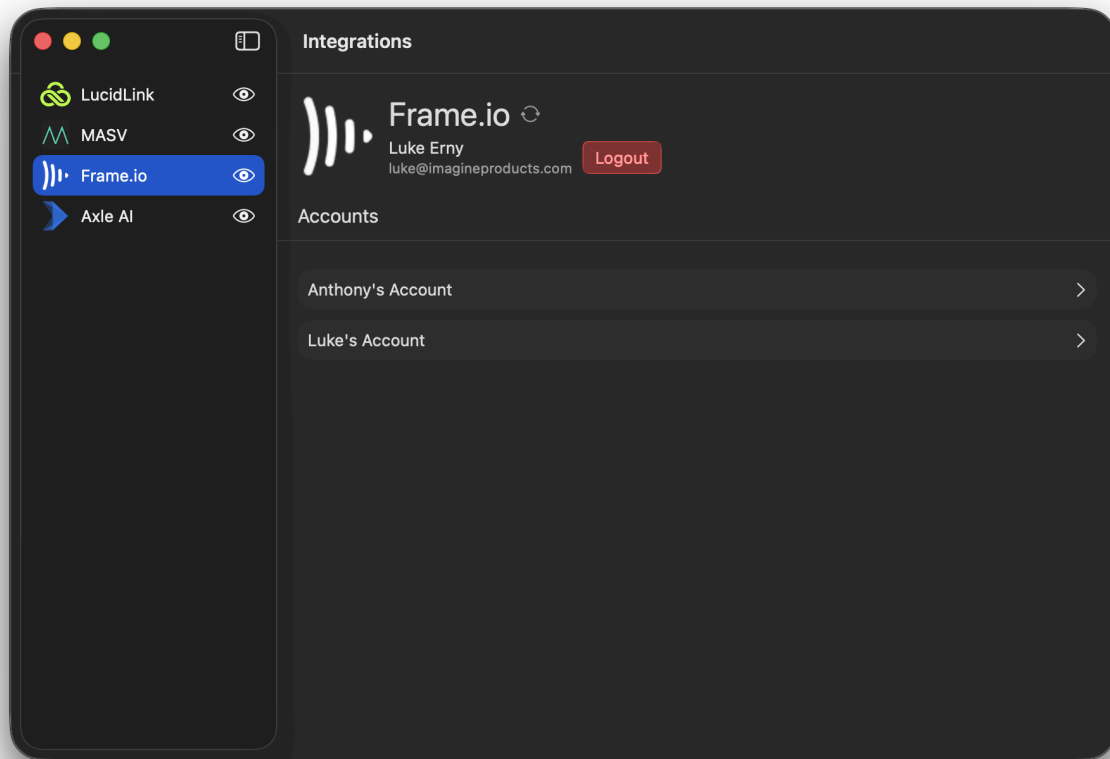 Integrations
LucidLink
MASV
Frame.io
Axle AI
Frame.io
Luke Erny
luke@imagineproducts.com
Logout
Accounts
Anthony's Account
Luke's Account